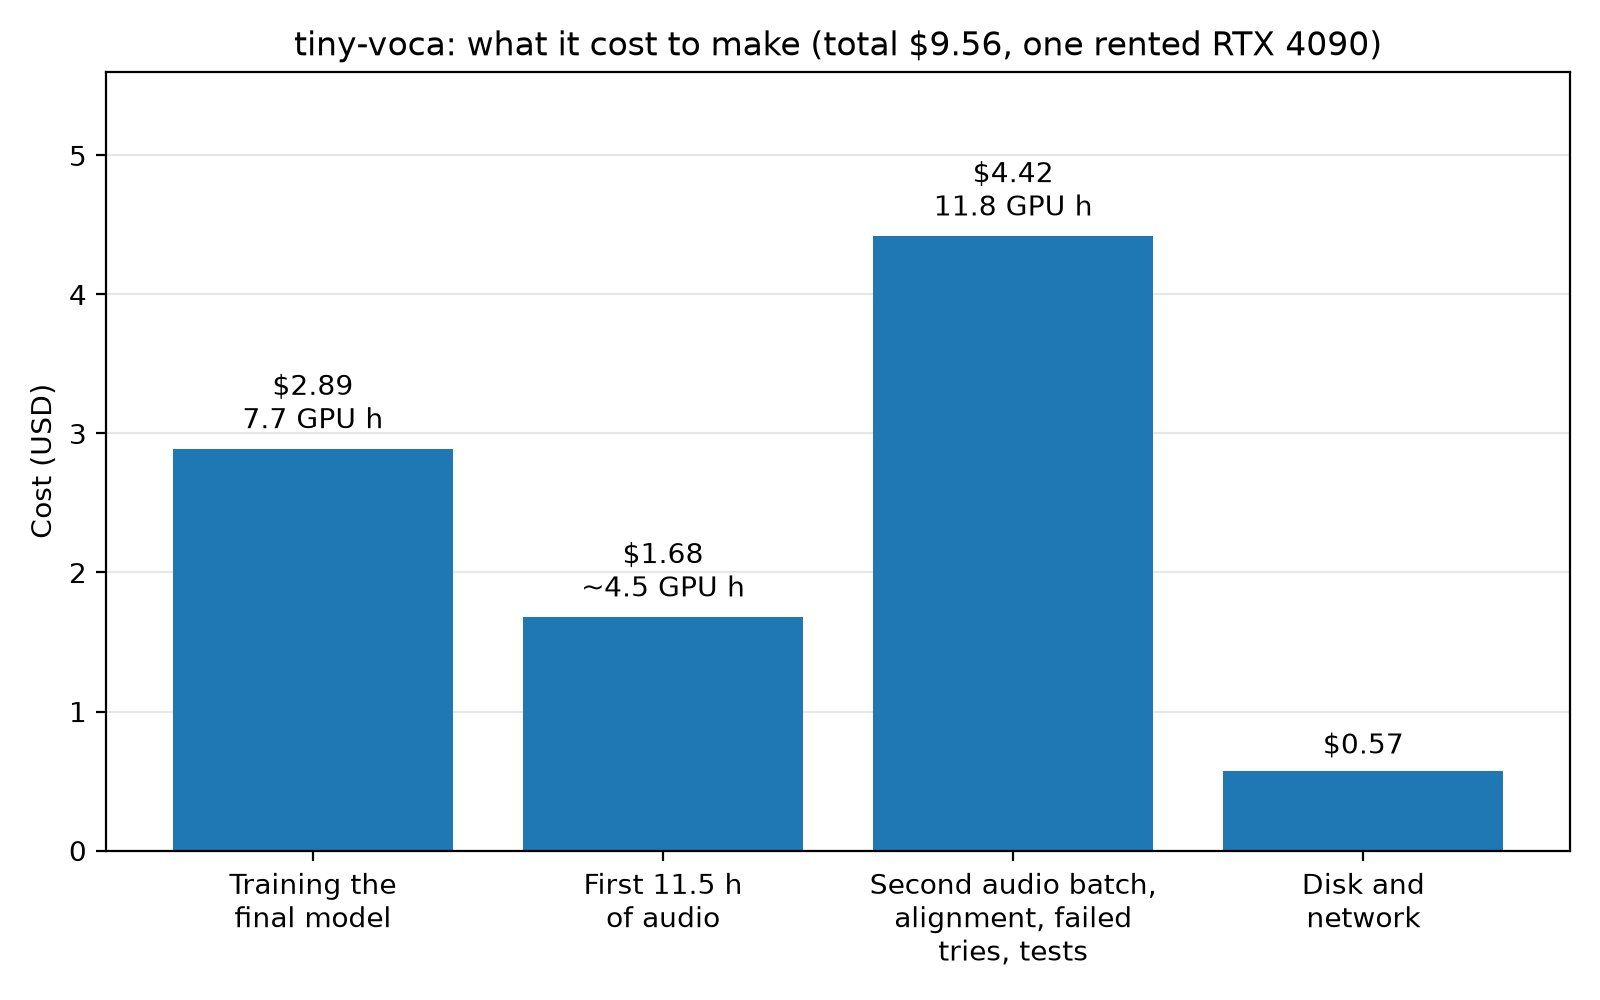 tiny-voca: what it cost to make (total $9.56, one rented RTX 4090)
Cost (USD)
5
4
3
2
1
0
$2.89
7.7 GPU h
$1.68
~4.5 GPU h
$4.42
11.8 GPU h
$0.57
Training the
final model
First 11.5 h
of audio
Second audio batch,
alignment, failed
tries, tests
Disk and
network